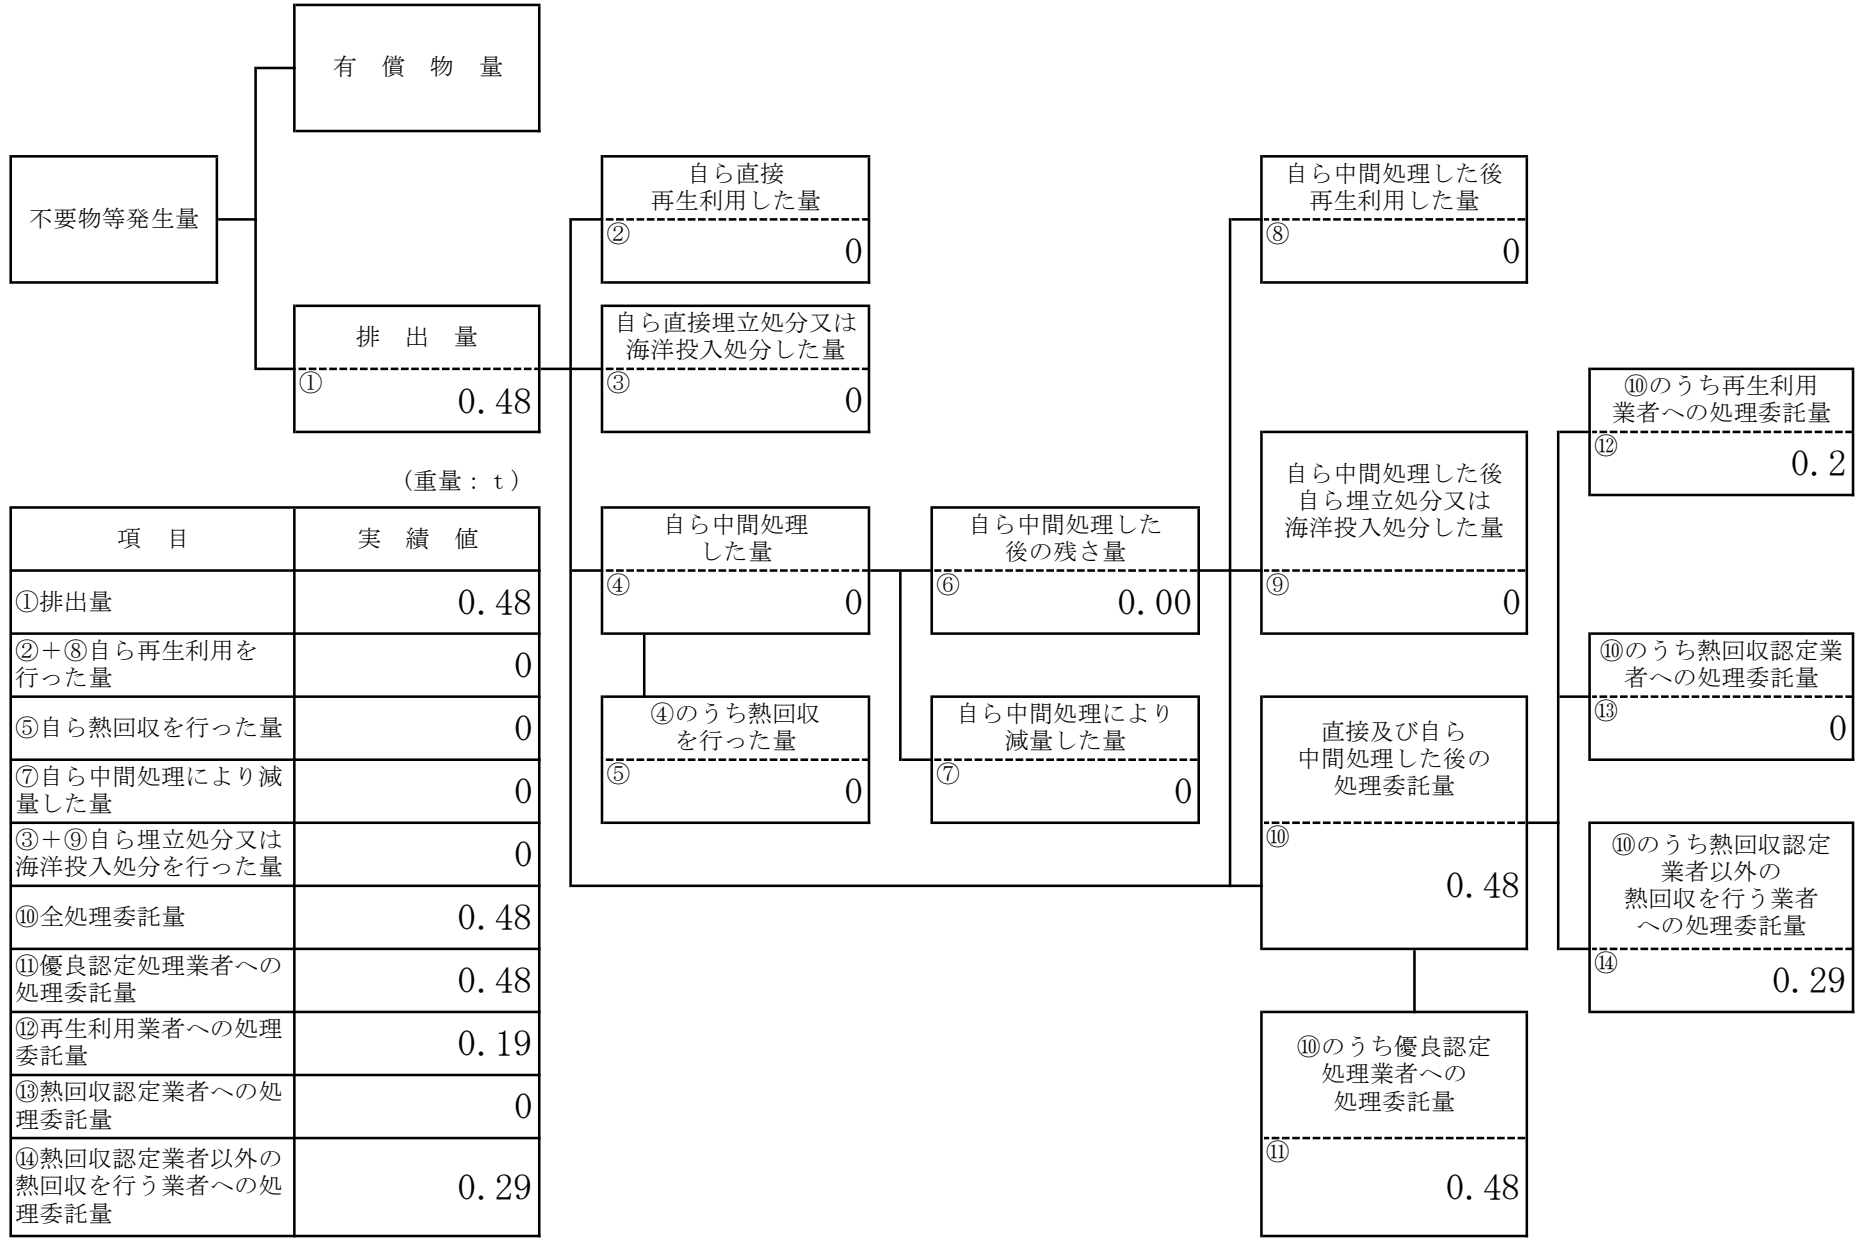 有 償 物 量
不要物等発生量
排 出 量
①
0.48
自ら直接
再生利用した量
②
0
自ら直接埋立処分又は
海洋投入処分した量
③
0
自ら中間処理
した量
④
0
④のうち熱回収
を行った量
⑤
0
自ら中間処理した
後の残さ量
⑥
0.00
自ら中間処理により
減量した量
⑦
0
自ら中間処理した後
再生利用した量
⑧
0
自ら中間処理した後
自ら埋立処分又は
海洋投入処分した量
⑨
0
直接及び自ら
中間処理した後の
処理委託量
⑩
0.48
⑩のうち優良認定
処理業者への
処理委託量
⑪
0.48
⑩のうち再生利用
業者への処理委託量
⑫
0.2
⑩のうち熱回収認定業
者への処理委託量
⑬
0
⑩のうち熱回収認定
業者以外の
熱回収を行う業者
への処理委託量
⑭
0.29
(重量：ｔ)
項 目 実 績 値
①排出量 0.48
②＋⑧自ら再生利用を
行った量 0
⑤自ら熱回収を行った量 0
⑦自ら中間処理により減
量した量 0
③＋⑨自ら埋立処分又は
海洋投入処分を行った量 0
⑩全処理委託量 0.48
⑪優良認定処理業者への
処理委託量 0.48
⑫再生利用業者への処理
委託量 0.19
⑬熱回収認定業者への処
理委託量 0
⑭熱回収認定業者以外の
熱回収を行う業者への処
理委託量 0.29